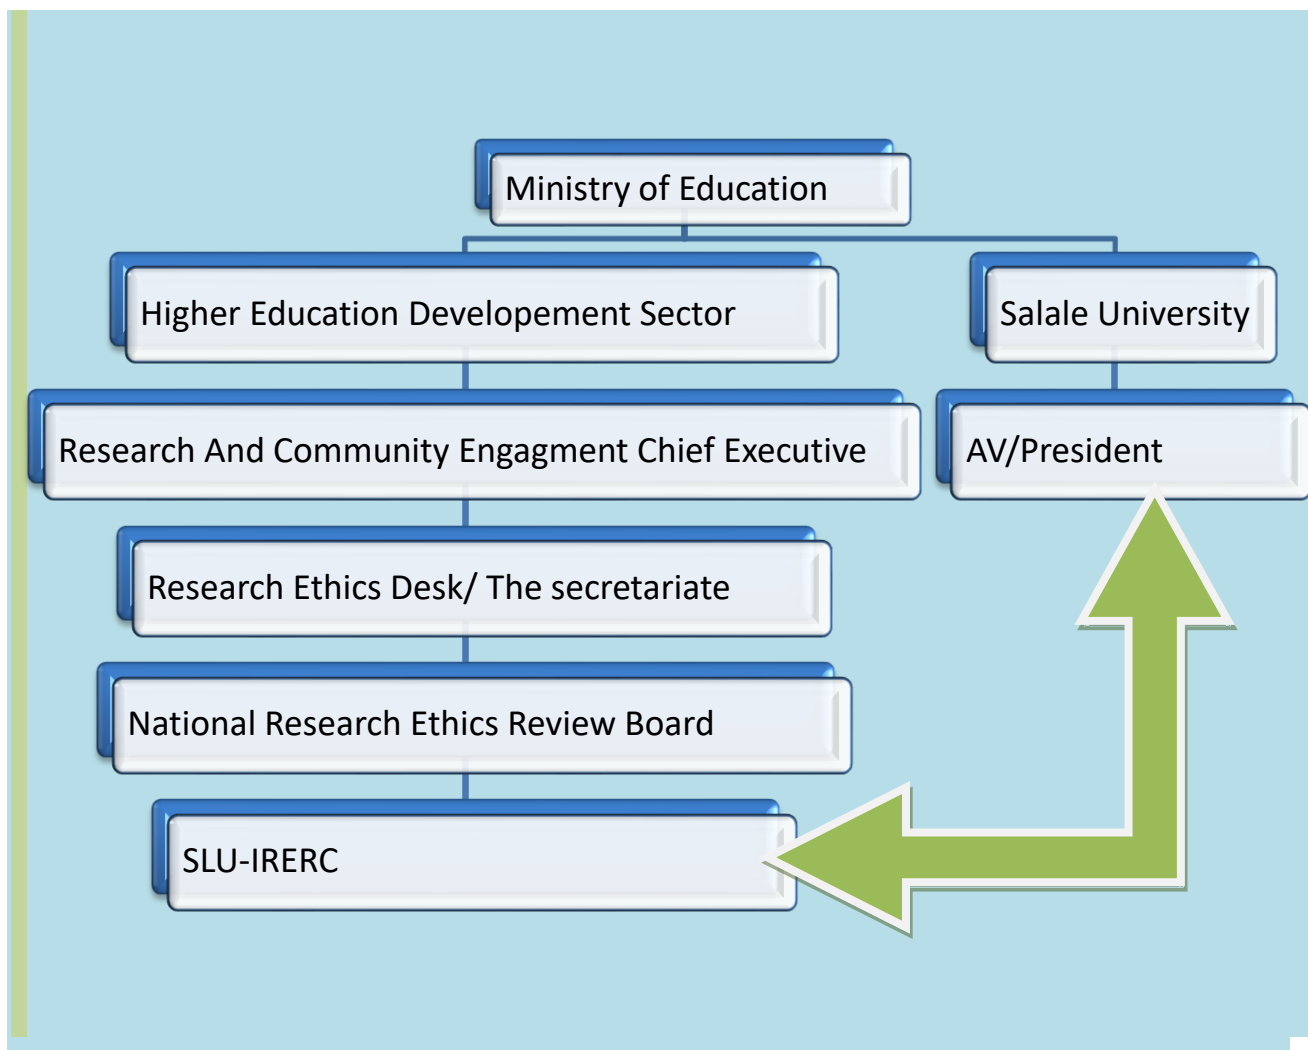 Ministry of Education
Higher Education Developement Sector
Salale University
Research And Community Engagment Chief Executive
AV/President
Research Ethics Desk/ The secretariate
National Research Ethics Review Board
SLU-IRERC